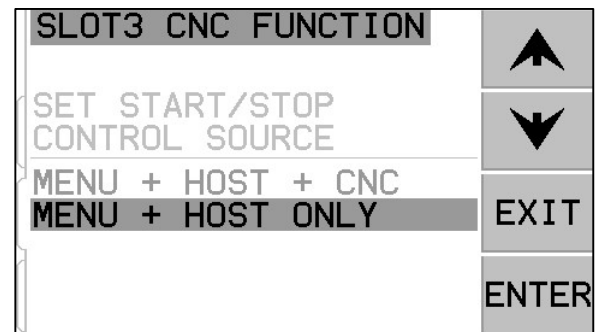 SLOT3 CNC FUNCTION
SET START/STOP
CONTROL SOURCE
MENU + HOST + CNC
MENU + HOST ONLY
EXIT
ENTER